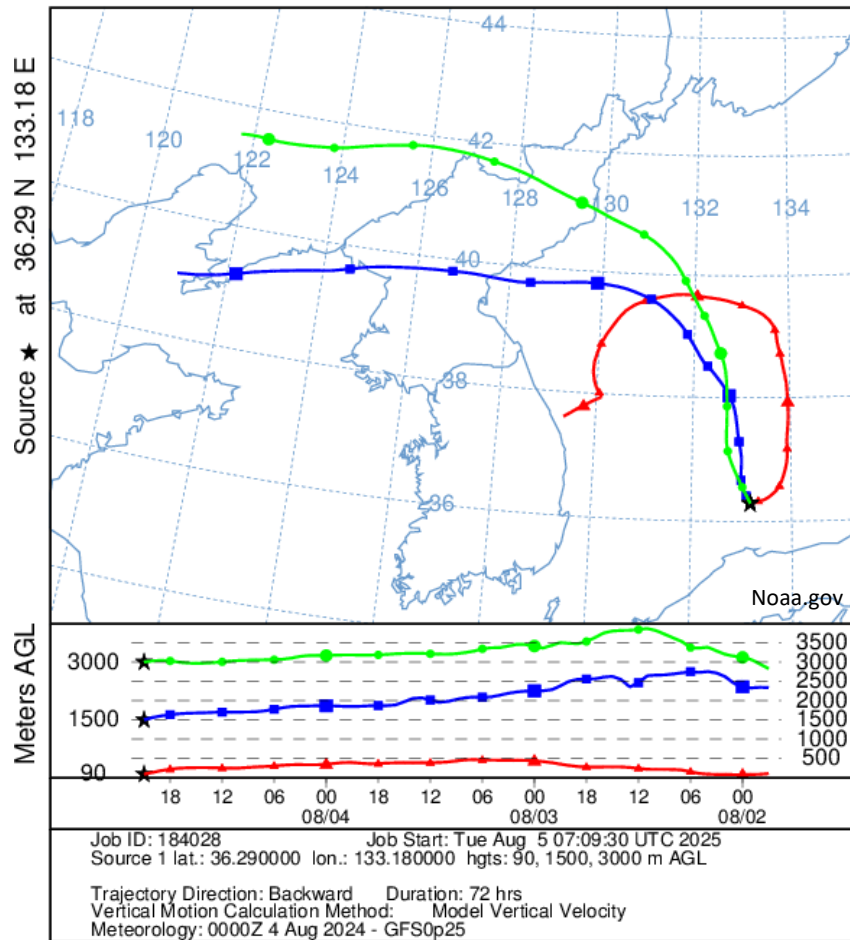 Source ★ at 36.29 N 133.18 E
44
118
120
42
122
124
126
128
130
132
134
40
38
36
Noaa.gov
Meters AGL
3000
1500
90
3500
3000
2500
2000
1500
1000
500
18 12 06 00 18 12 06 00 18 12 06 00
08/04 08/03 08/02
Job ID: 184028 Job Start: Tue Aug 5 07:09:30 UTC 2025
Source 1 lat.: 36.290000 lon.: 133.180000 hgts: 90, 1500, 3000 m AGL
Trajectory Direction: Backward Duration: 72 hrs
Vertical Motion Calculation Method: Model Vertical Velocity
Meteorology: 0000Z 4 Aug 2024 - GFS0p25